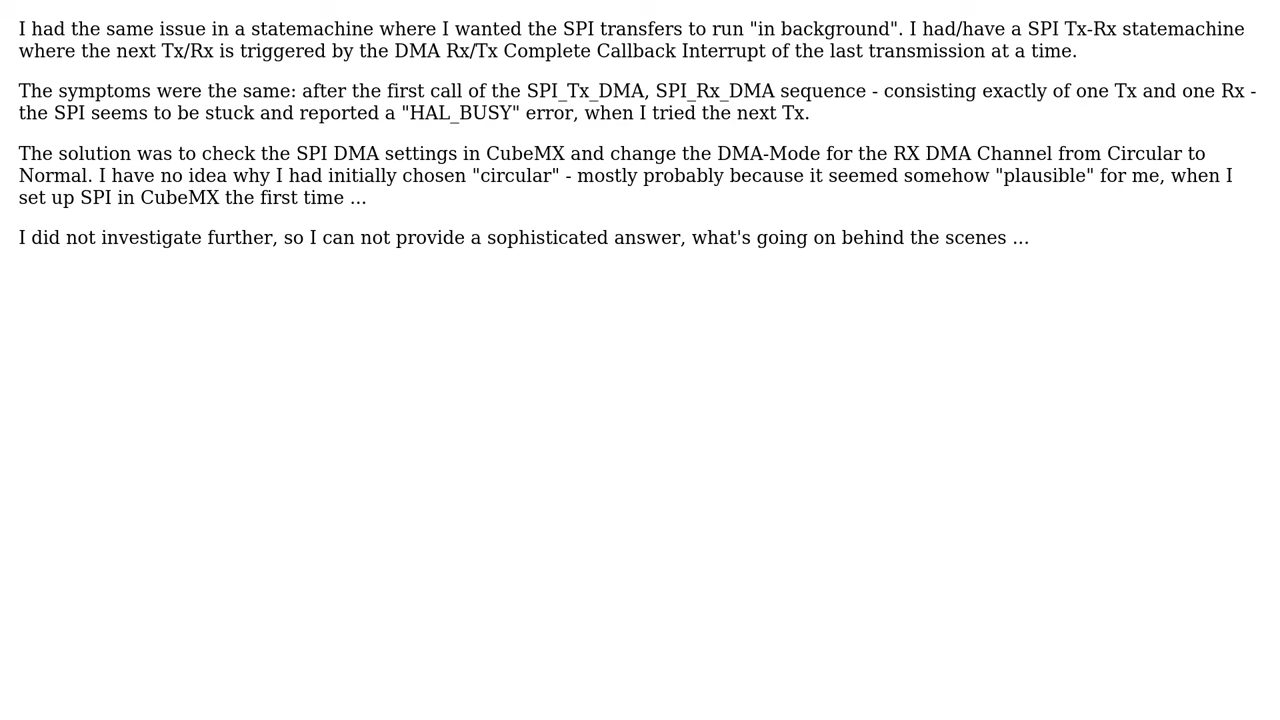 I had the same issue in a statemachine where I wanted the SPI transfers to run "in background". I had/have a SPI Tx-Rx statemachine
where the next Tx/Rx is triggered by the DMA Rx/Tx Complete Callback Interrupt of the last transmission at a time.
The symptoms were the same: after the first call of the SPI_Tx_DMA, SPI_Rx_DMA sequence - consisting exactly of one Tx and one Rx -
the SPI seems to be stuck and reported a "HAL_BUSY" error, when I tried the next Tx.
The solution was to check the SPI DMA settings in CubeMX and change the DMA-Mode for the RX DMA Channel from Circular to
Normal. I have no idea why I had initially chosen "circular" - mostly probably because it seemed somehow "plausible" for me, when I
set up SPI in CubeMX the first time ...
I did not investigate further, so I can not provide a sophisticated answer, what's going on behind the scenes ...